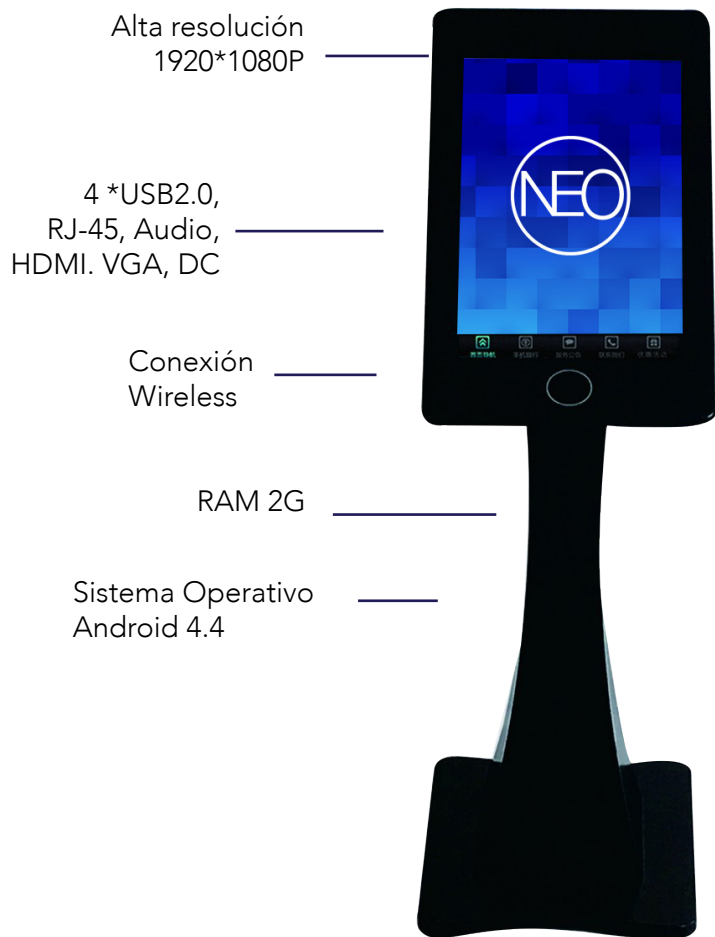 Alta resolución
1920*1080P
4 *USB2.0,
RJ-45, Audio,
HDMI. VGA, DC
NEO
Conexión
Wireless
RAM 2G
Sistema Operativo
Android 4.4